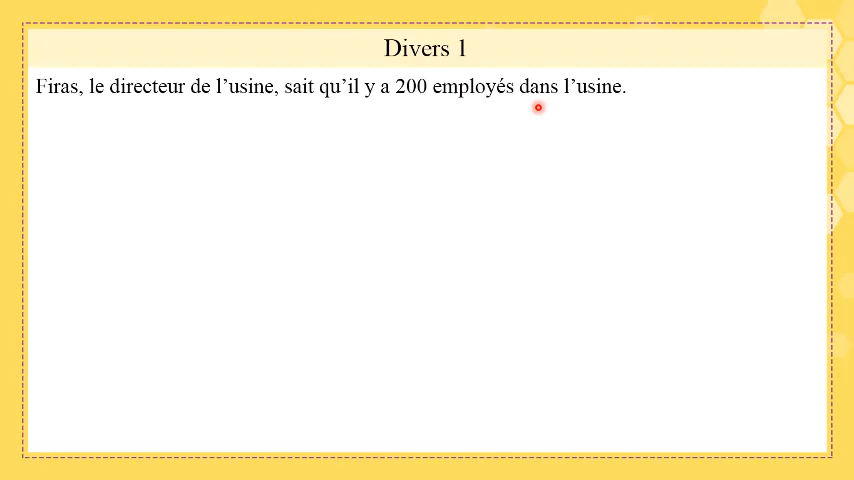 Divers 1
Firas, le directeur de l’usine, sait qu’il y a 200 employés dans l’usine.